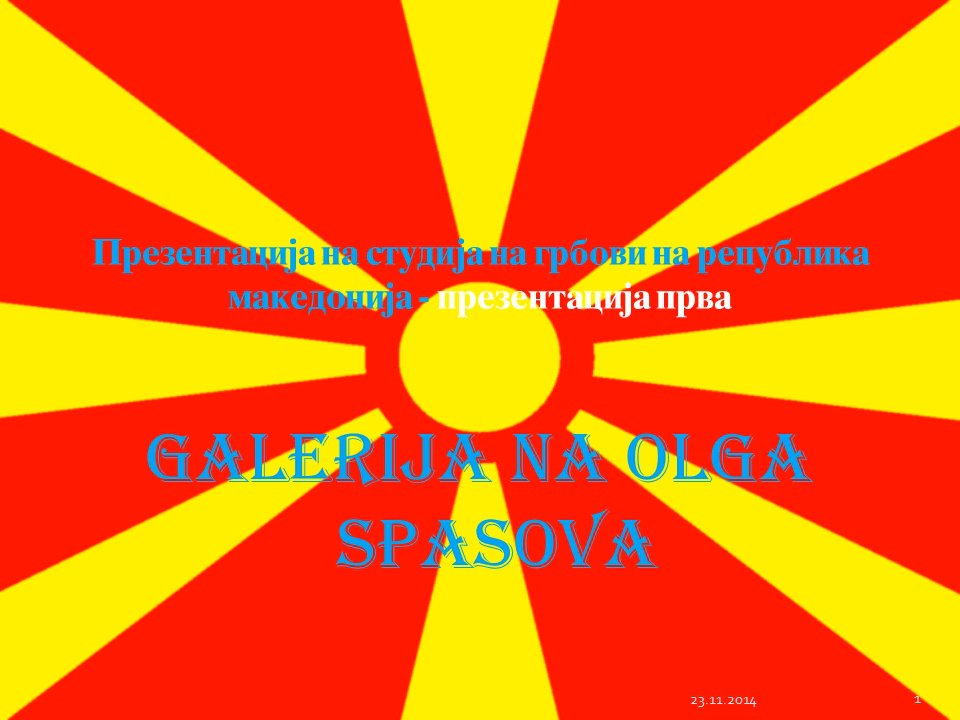 Презентација на студија на грбови на република
македонија - презентација прва
GALERIJA NA OLGA
SPASOVA
23.11.2014
1